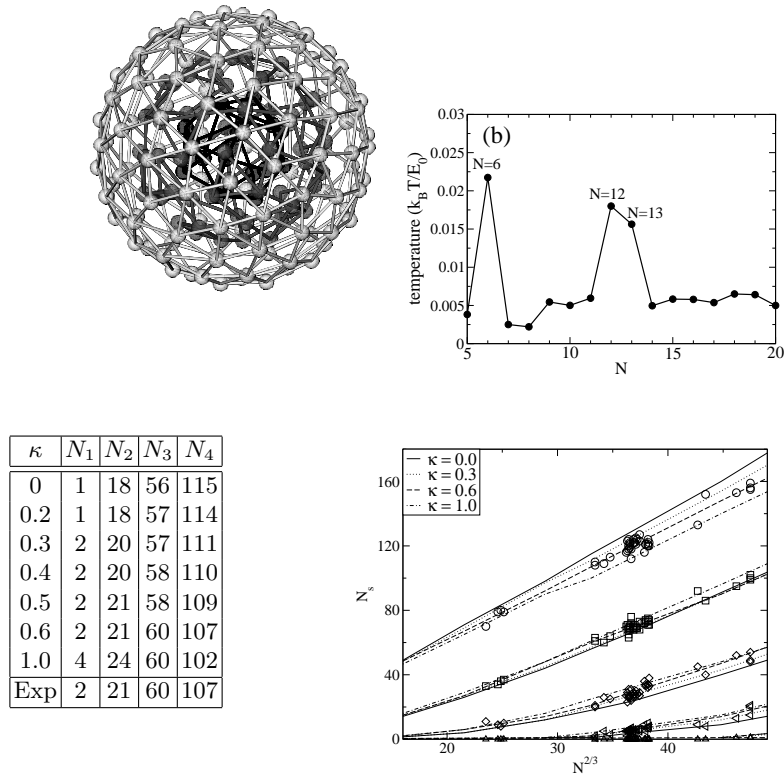 (b)
0.03
0.025
0.02
0.015
0.01
0.005
0
temperature (k_B T/E_0)
N=6
N=12
N=13
5 10 15 20
N
κ N_1 N_2 N_3 N_4
0 1 18 56 115
0.2 1 18 57 114
0.3 2 20 57 111
0.4 2 20 58 110
0.5 2 21 58 109
0.6 2 21 60 107
1.0 4 24 60 102
Exp 2 21 60 107
κ = 0.0
κ = 0.3
κ = 0.6
κ = 1.0
160
120
80
40
0
N_s
20 30 40
N^{2/3}